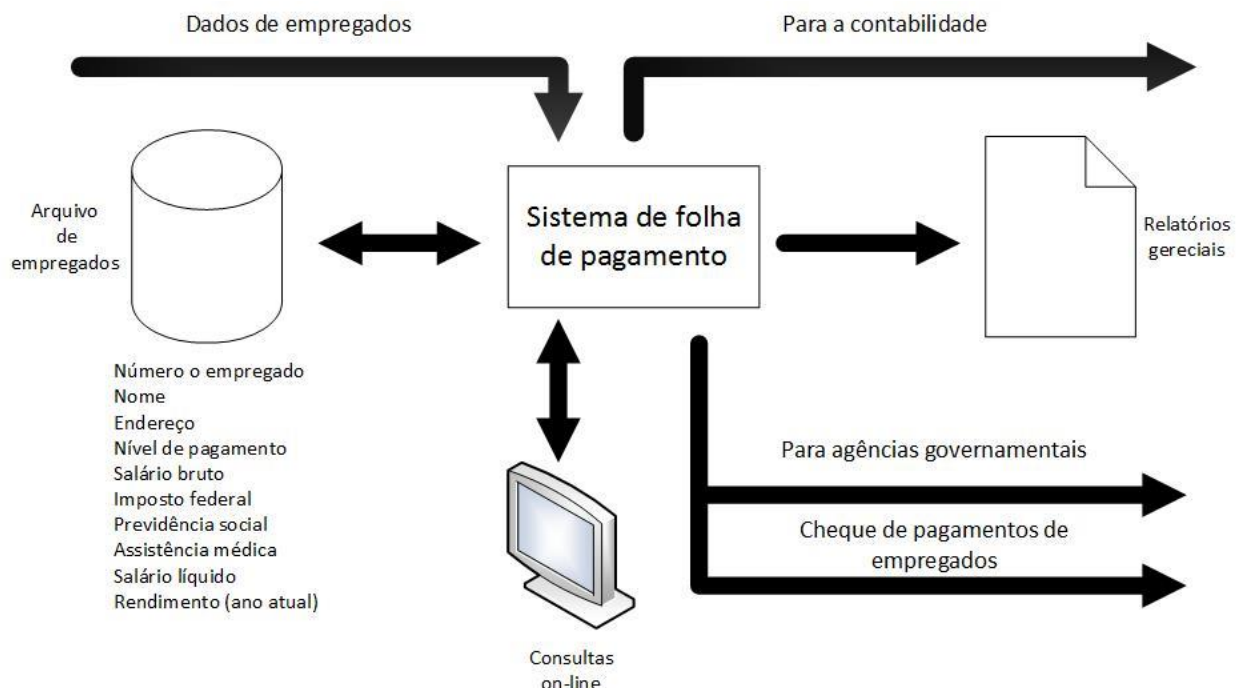 Dados de empregados
Para a contabilidade
Arquivo
de
empregados
Sistema de folha
de pagamento
Relatórios
gereciais
Número o empregado
Nome
Endereço
Nível de pagamento
Salário bruto
Imposto federal
Previdência social
Assistência médica
Salário líquido
Rendimento (ano atual)
Para agências governamentais
Cheque de pagamentos de
empregados
Consultas
on-line